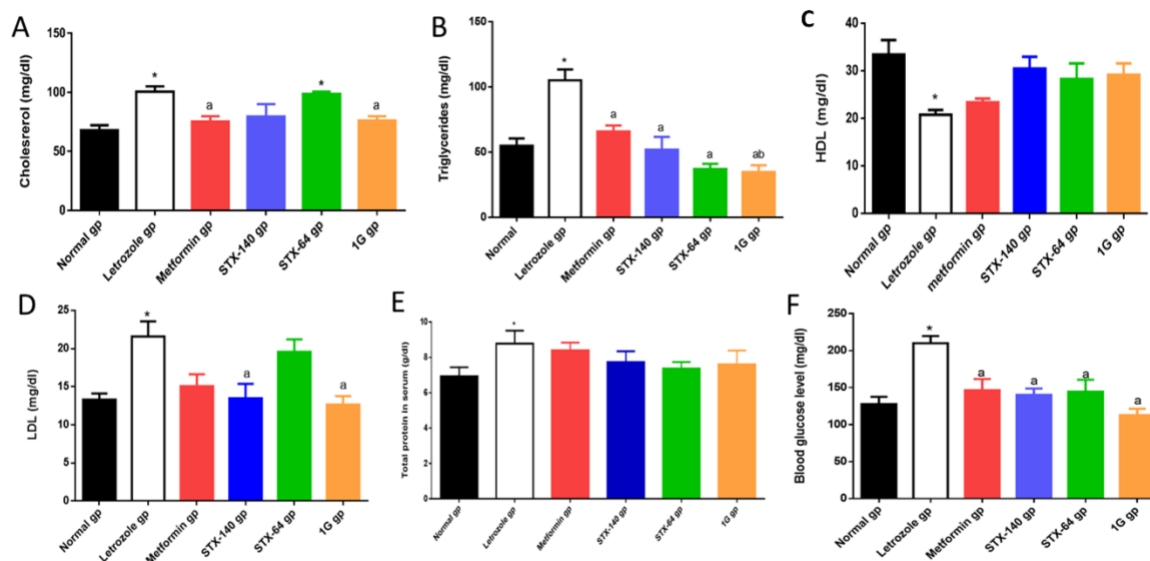 A
Cholesrerol (mg/dl)
150
100
50
0
*
a
*
a
Normal gp
Letrozole gp
Metformin gp
STX-140 gp
STX-64 gp
1G gp
B
Triglycerides (mg/dl)
150
100
50
0
*
a
a
a
ab
Normal
Letrozole gp
Metformin gp
STX-140 gp
STX-64 gp
1G gp
C
HDL (mg/dl)
40
30
20
10
0
*
Normal gp
Letrozole gp
metformin gp
STX-140 gp
STX-64 gp
1G gp
D
LDL (mg/dl)
25
20
15
10
5
0
*
a
a
Normal gp
Letrozole gp
Metformin gp
STX-140 gp
STX-64 gp
1G gp
E
Total protein in serum (g/dl)
10
8
6
4
2
0
*
Normal gp
Letrozole gp
Metformin gp
STX-140 gp
STX-64 gp
1G gp
F
Blood glucose level (mg/dl)
250
200
150
100
50
0
*
a
a
a
a
Normal gp
Letrozole gp
Metformin gp
STX-140 gp
STX-64 gp
1G gp